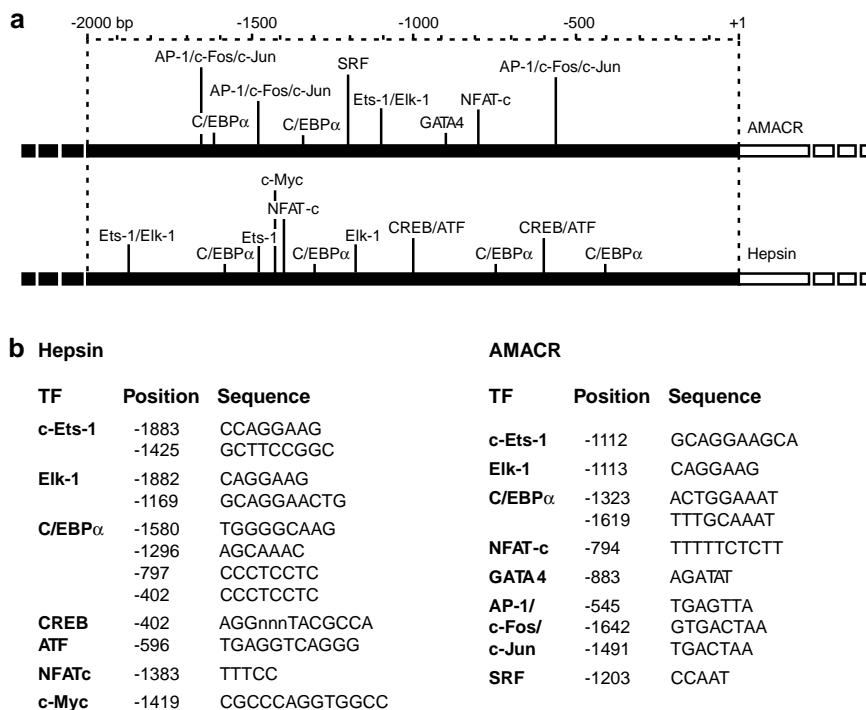 a
-2000 bp -1500 -1000 -500 +1
AP-1/c-Fos/c-Jun SRF AP-1/c-Fos/c-Jun
AP-1/c-Fos/c-Jun Ets-1/Elk-1 NFAT-c
C/EBPα C/EBPα GATA4 AMACR
c-Myc
NFAT-c
Ets-1/Elk-1 Ets-1 Elk-1 CREB/ATF CREB/ATF
C/EBPα C/EBPα C/EBPα C/EBPα Hepsin
b Hepsin
TF Position Sequence
c-Ets-1 -1883 CCAGGAAG
-1425 GCTTCCGGC
Elk-1 -1882 CAGGAAG
-1169 GCAGGAACTG
C/EBPα -1580 TGGGGCAAG
-1296 AGCAAAC
-797 CCCTCCTC
-402 CCCTCCTC
CREB -402 AGGnnnTACGCCA
ATF -596 TGAGGTCAGGG
NFATc -1383 TTTCC
c-Myc -1419 CGCCCAGGTGGCC
AMACR
TF Position Sequence
c-Ets-1 -1112 GCAGGAAGCA
Elk-1 -1113 CAGGAAG
C/EBPα -1323 ACTGGAAAT
-1619 TTTGCAAAT
NFAT-c -794 TTTTTCTCTT
GATA4 -883 AGATAT
AP-1/ -545 TGAGTTA
c-Fos/ -1642 GTGACTAA
c-Jun -1491 TGACTAA
SRF -1203 CCAAT